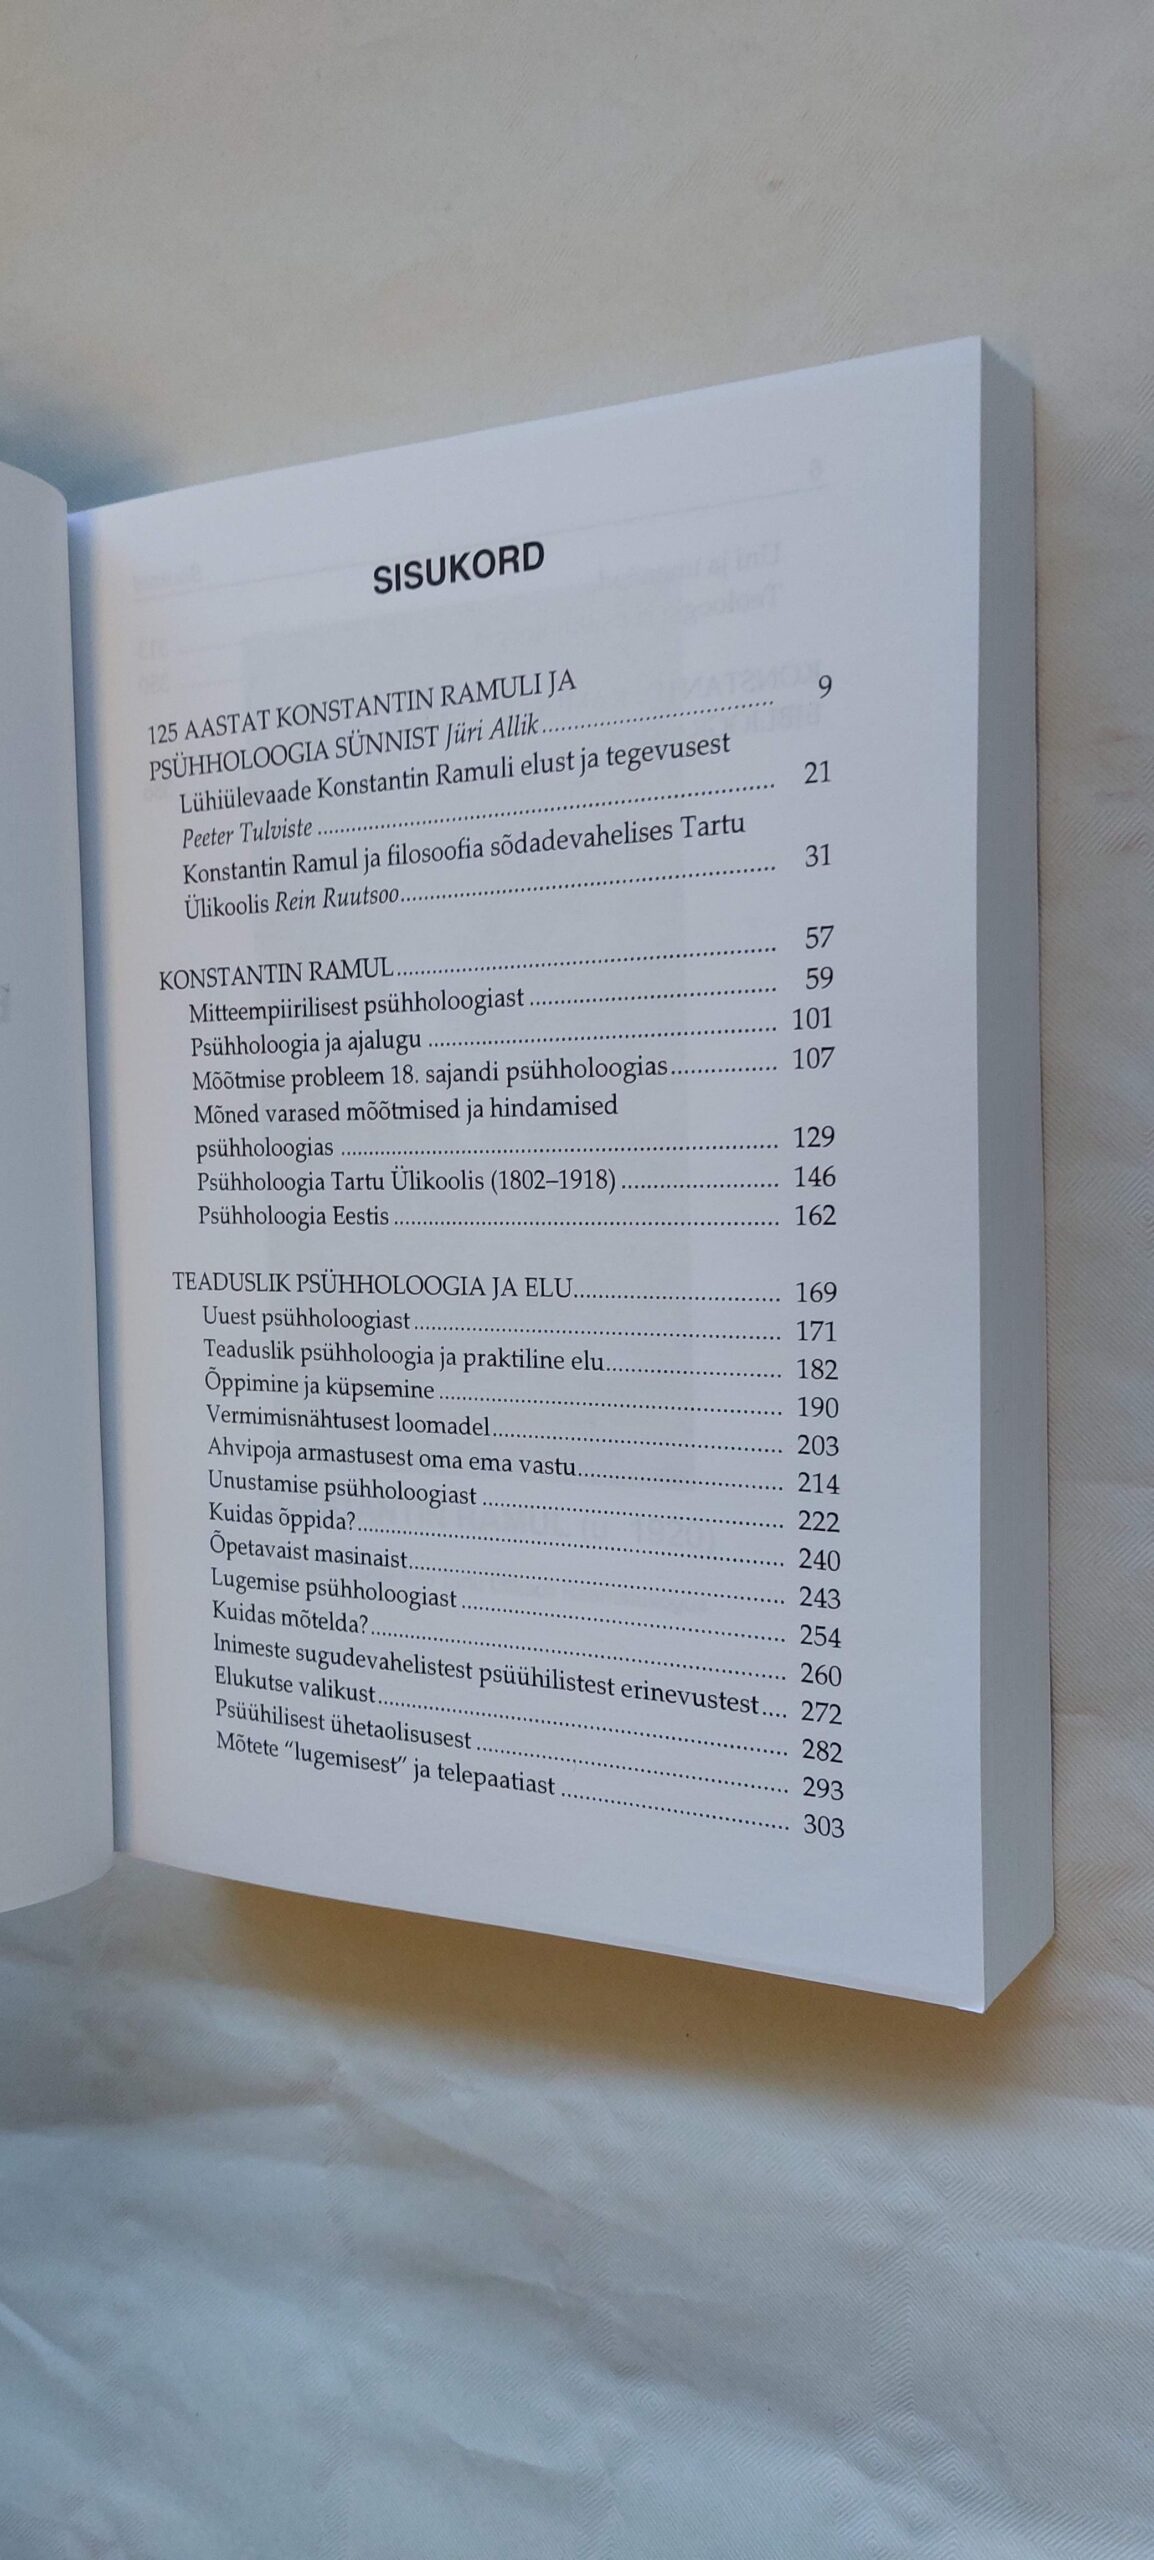 SISUKORD
125 AASTAT KONSTANTIN RAMULI JA
PSÜHHOLOOGIA SÜNNIST Jüri Allik ........ 9
Lühiülevaade Konstantin Ramuli elust ja tegevusest
Peeter Tulviste ........ 21
Konstantin Ramul ja filosoofia sõdadevahelises Tartu
Ülikoolis Rein Ruutsoo ........ 31
KONSTANTIN RAMUL ........ 57
Mitteempiirilisest psühholoogiast ........ 59
Psühholoogia ja ajalugu ........ 101
Mõõtmise probleem 18. sajandi psühholoogias ........ 107
Mõned varased mõõtmised ja hindamised
psühholoogias ........ 129
Psühholoogia Tartu Ülikoolis (1802–1918) ........ 146
Psühholoogia Eestis ........ 162
TEADUSLIK PSÜHHOLOOGIA JA ELU ........ 169
Uuest psühholoogiast ........ 171
Teaduslik psühholoogia ja praktiline elu ........ 182
Õppimine ja küpsemine ........ 190
Vermimisnähtusest loomadel ........ 203
Ahvipoja armastusest oma ema vastu ........ 214
Unustamise psühholoogiast ........ 222
Kuidas õppida? ........ 240
Õpetavaist masinaist ........ 243
Lugemise psühholoogiast ........ 254
Kuidas mõtelda? ........ 260
Inimeste sugudevahelistest psüühilistest erinevustest .... 272
Elukutse valikust ........ 282
Psüühilisest ühetaolisusest ........ 293
Mõtete "lugemisest" ja telepaatiast ........ 303